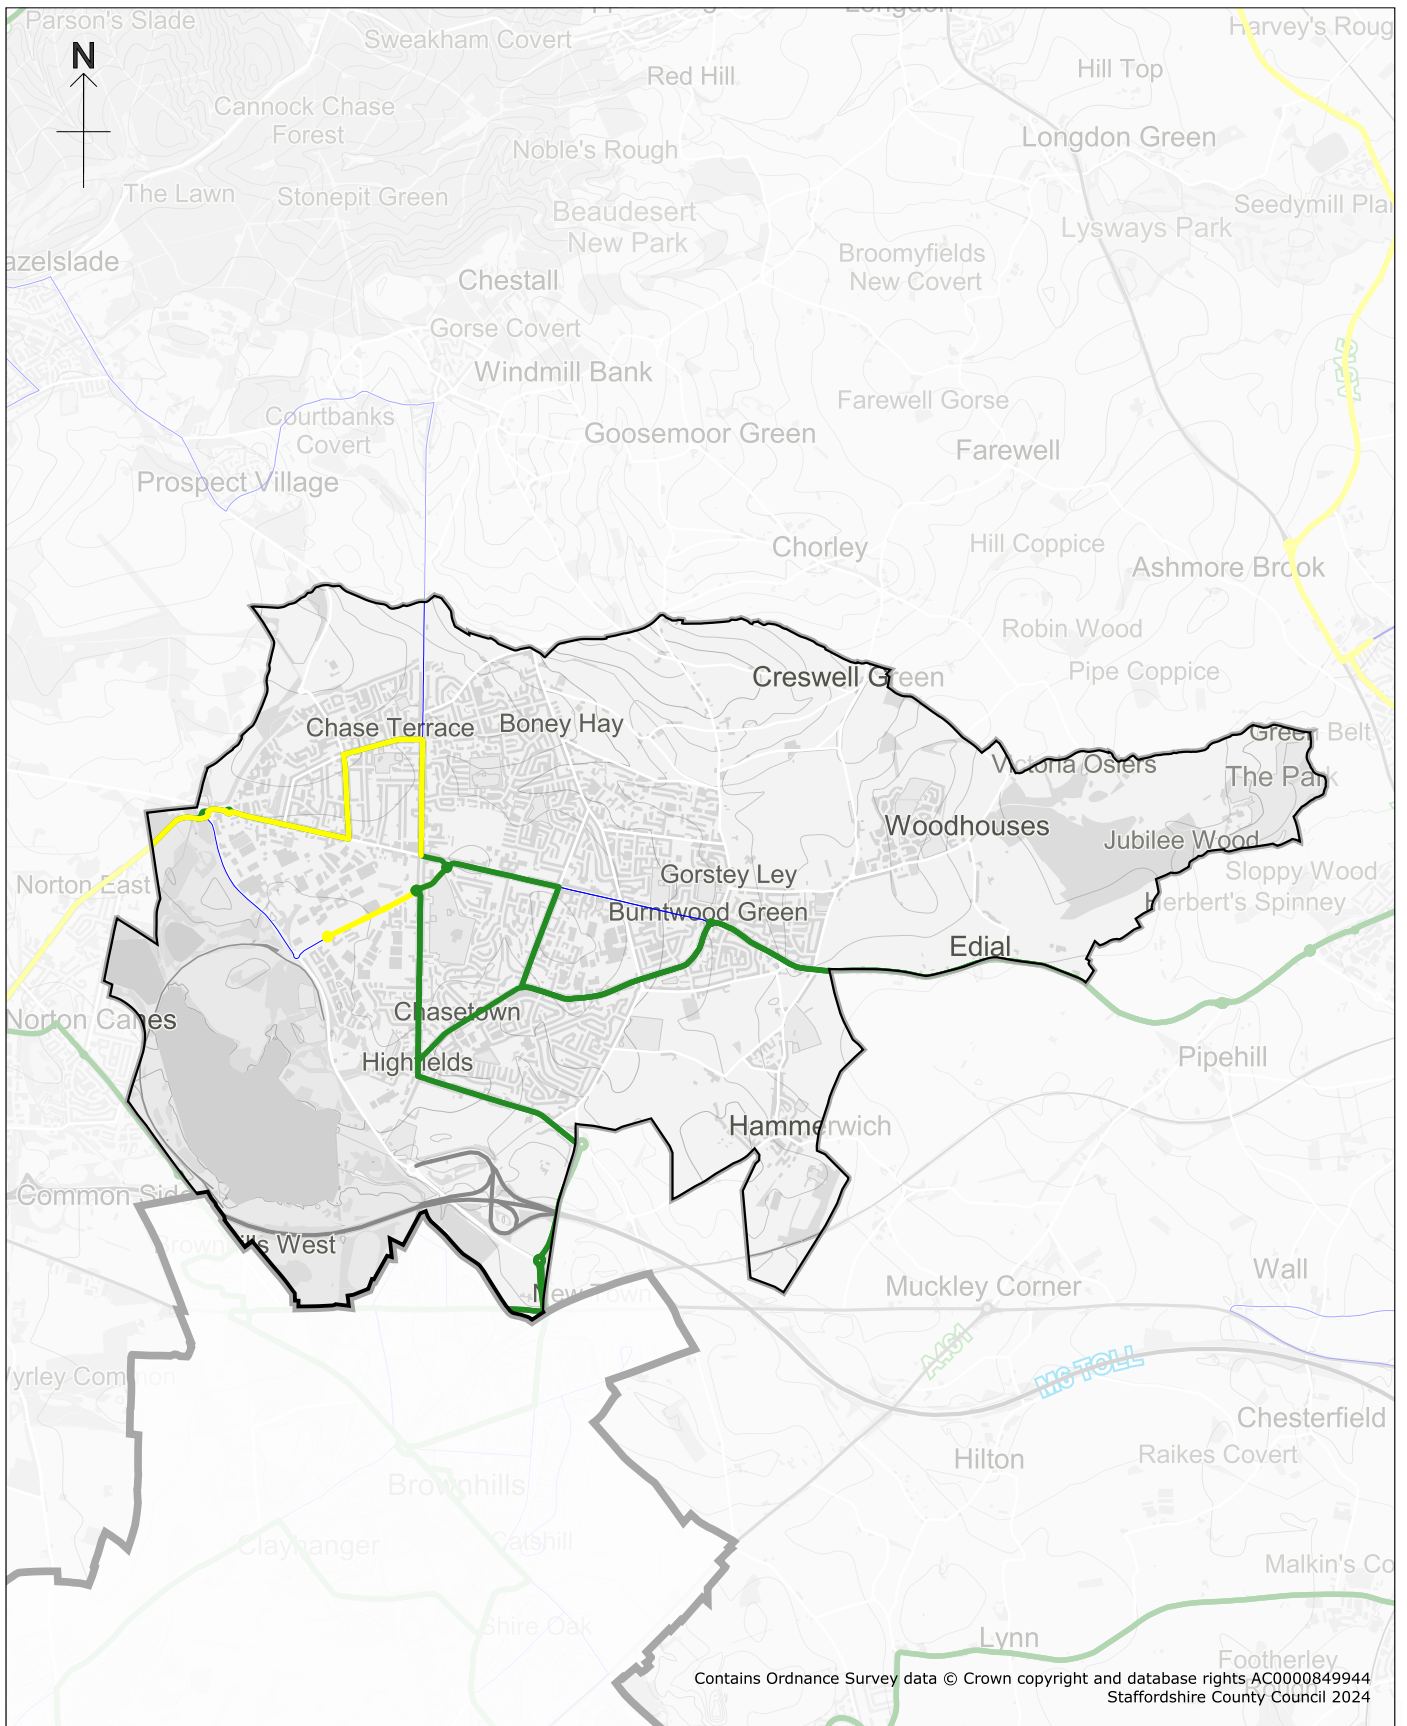 Parson's Slade
Longdon
Harvey's Roug
N
Sweakham Covert
Red Hill
Hill Top
Cannock Chase
Forest
Longdon Green
Noble's Rough
The Lawn
Stonepit Green
Seedymill Plan
Beaudesert
New Park
Lysways Park
azelslade
Broomyfields
New Covert
Chestall
Gorse Covert
Windmill Bank
A515
Courtbanks
Covert
Farewell Gorse
Goosemoor Green
Farewell
Prospect Village
Chorley
Hill Coppice
Ashmore Brook
Robin Wood
Creswell Green
Pipe Coppice
Chase Terrace
Boney Hay
Green Belt
Victoria Osiers
The Park
Woodhouses
Jubilee Wood
Norton East
Gorstey Ley
Sloppy Wood
Burntwood Green
Herbert's Spinney
Edial
Norton Canes
Chasetown
Highfields
Pipehill
Hammerwich
Common Side
Brownhills West
Wall
New Town
Muckley Corner
A461
M6 TOLL
yrley Common
Chesterfield
Hilton
Raikes Covert
Brownhills
Clayhanger
Catshill
Malkin's Co
Shire Oak
Lynn
Footherley
Rough
Contains Ordnance Survey data © Crown copyright and database rights AC0000849944
Staffordshire County Council 2024